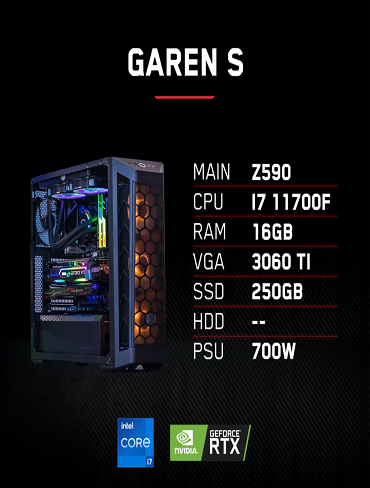 GAREN S
MAIN Z590
CPU I7 11700F
RAM 16GB
VGA 3060 TI
SSD 250GB
HDD --
PSU 700W
intel
CORE
i7
NVIDIA.
GEFORCE
RTX